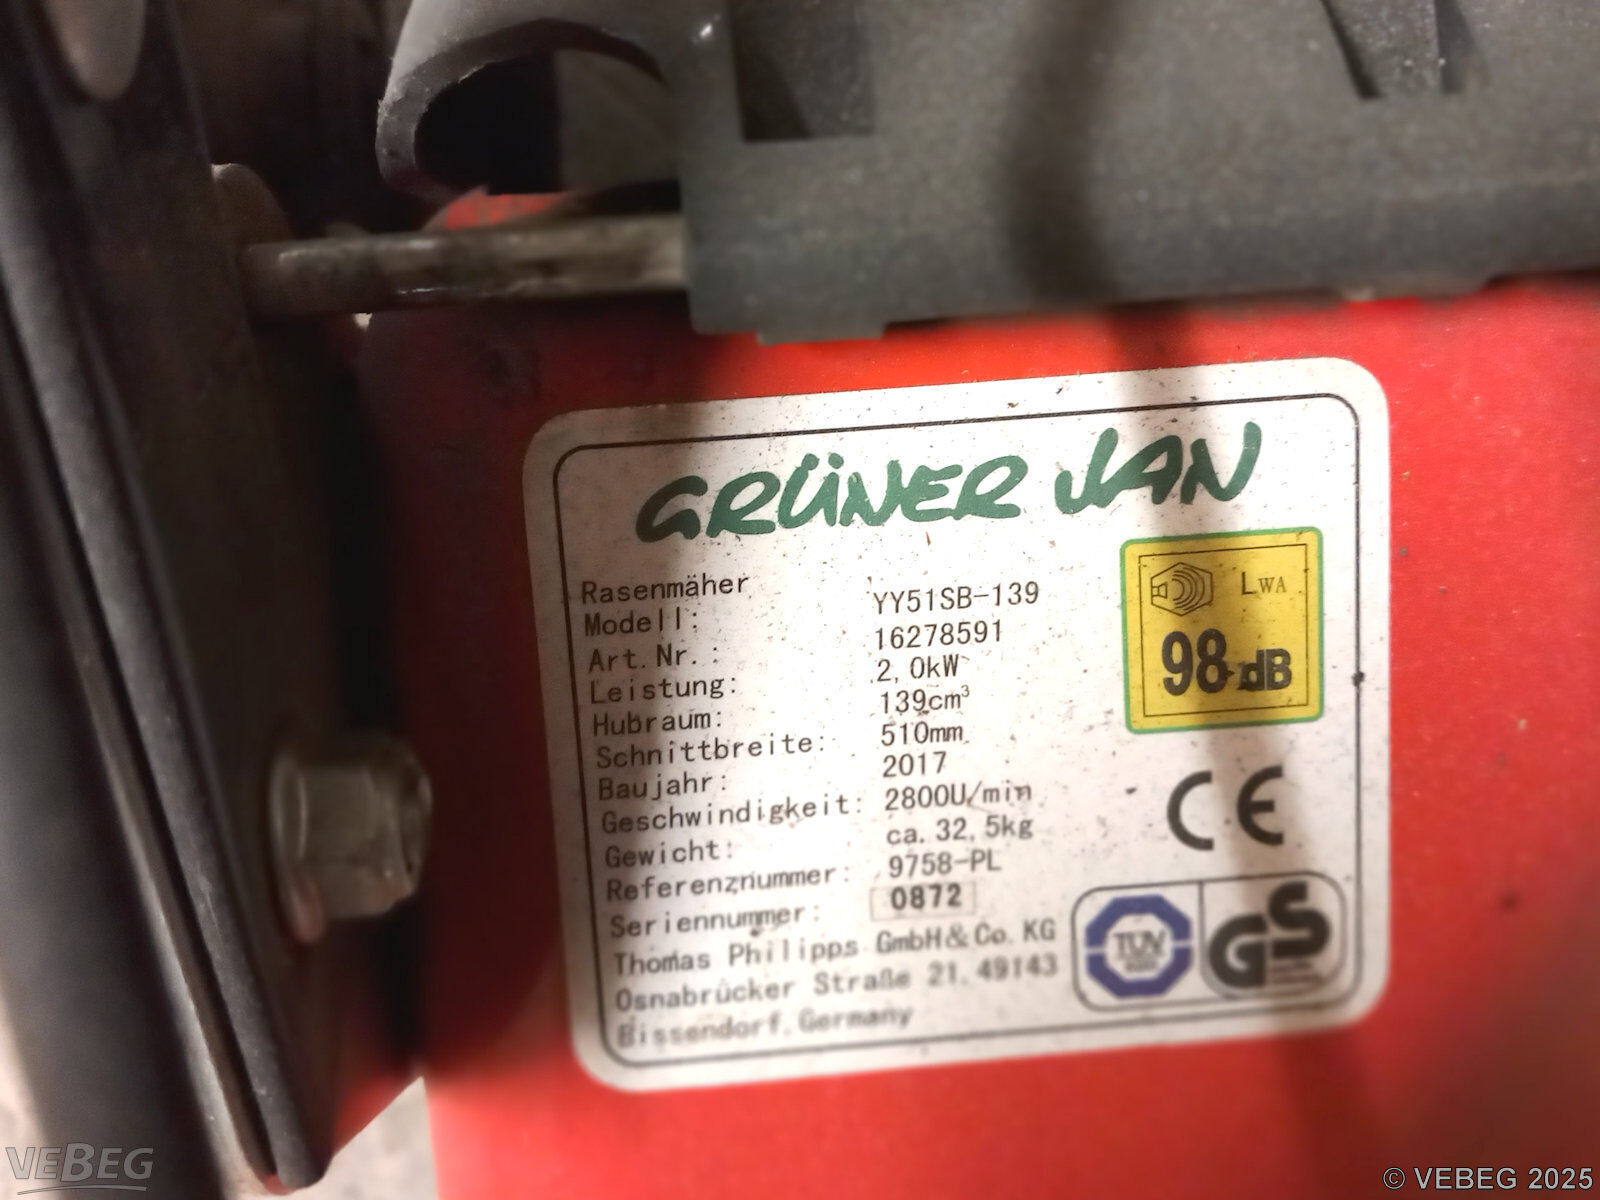 GRÜNER JAN
Rasenmäher
Modell: YY51SB-139
Art.Nr.: 16278591
Leistung: 2,0kW
Hubraum: 139cm³
Schnittbreite: 510mm
Baujahr: 2017
Geschwindigkeit: 2800U/min
Gewicht: ca.32,5kg
Referenznummer: 9758-PL
Seriennummer: 0872
Thomas Philipps GmbH&Co.KG
Osnabrücker Straße 21,49143
Bissendorf,Germany
LWA
98 dB
CE
TÜV
GS
VEBEG
© VEBEG 2025